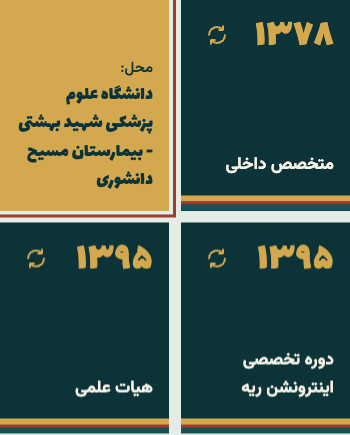 ۱۳۷۸
متخصص داخلی
محل:
دانشگاه علوم
پزشکی شهید بهشتی
- بیمارستان مسیح
دانشوری
۱۳۹۵
دوره تخصصی
اینترونشن ریه
۱۳۹۵
هیات علمی